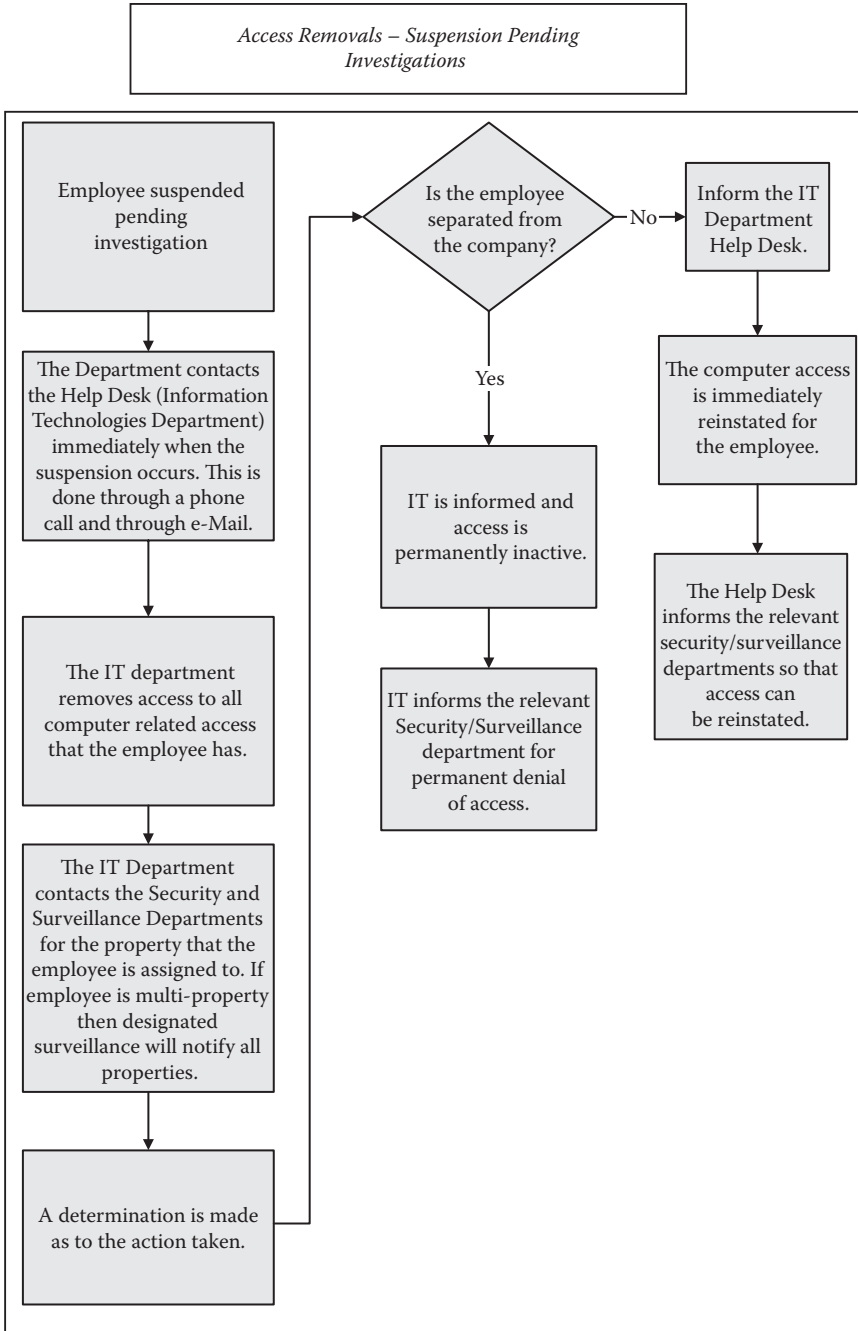 Access Removals – Suspension Pending
Investigations
Employee suspended
pending
investigation
The Department contacts
the Help Desk (Information
Technologies Department)
immediately when the
suspension occurs. This is
done through a phone
call and through e-Mail.
The IT department
removes access to all
computer related access
that the employee has.
The IT Department
contacts the Security and
Surveillance Departments
for the property that the
employee is assigned to. If
employee is multi-property
then designated
surveillance will notify all
properties.
A determination is made
as to the action taken.
Is the employee
separated from
the company?
Yes
IT is informed and
access is
permanently inactive.
IT informs the relevant
Security/Surveillance
department for
permanent denial
of access.
No
Inform the IT
Department
Help Desk.
The computer access
is immediately
reinstated for
the employee.
The Help Desk
informs the relevant
security/surveillance
departments so that
access can
be reinstated.